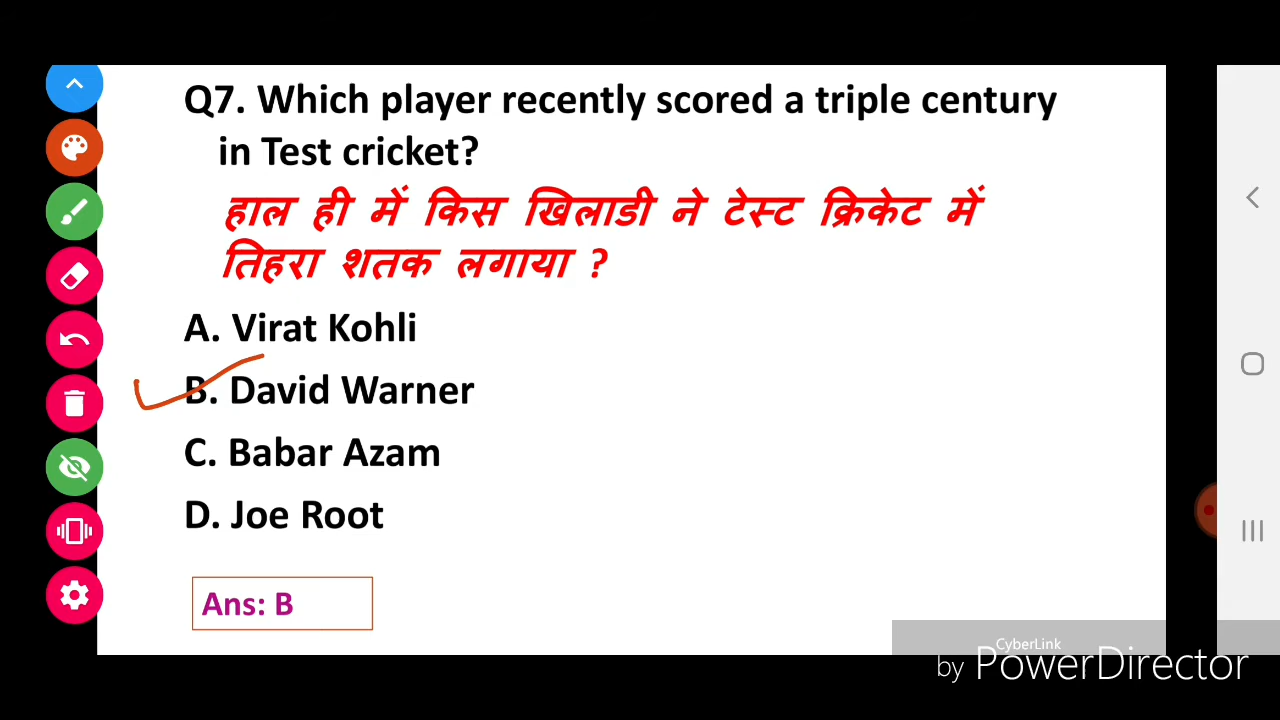 Q7. Which player recently scored a triple century
in Test cricket?
हाल ही में किस खिलाडी ने टेस्ट क्रिकेट में
तिहरा शतक लगाया ?
A. Virat Kohli
B. David Warner
C. Babar Azam
D. Joe Root
Ans: B
CyberLink
by PowerDirector